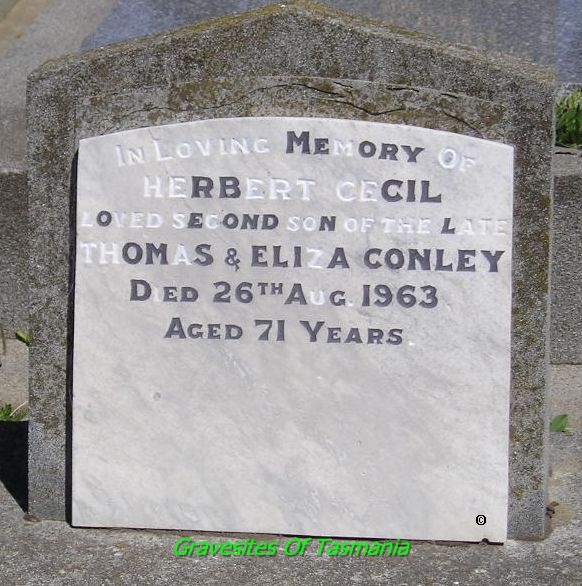 In Loving Memory Of
HERBERT CECIL
LOVED SECOND SON OF THE LATE
THOMAS & ELIZA CONLEY
Died 26TH Aug. 1963
Aged 71 Years.
©
Gravesites Of Tasmania